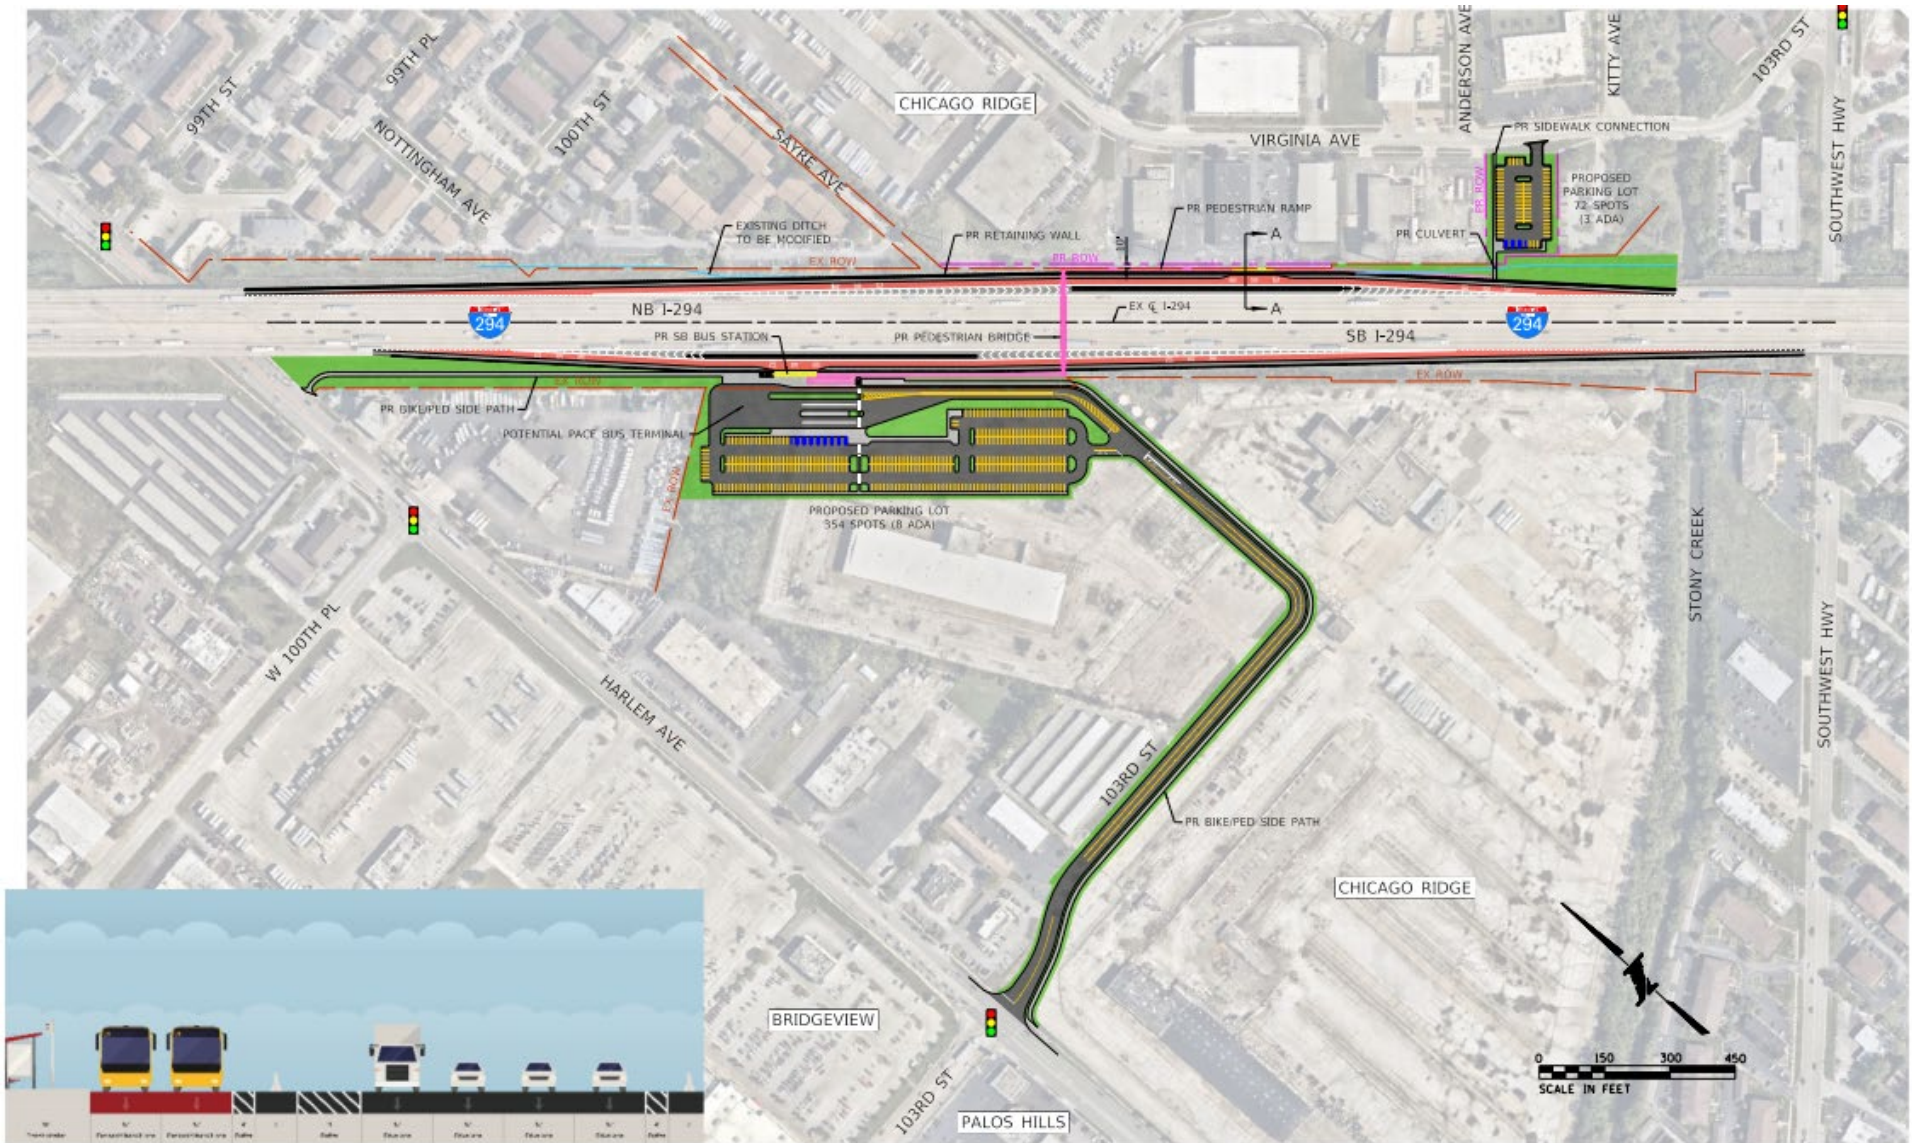 99TH ST
99TH PL
NOTTINGHAM AVE
100TH ST
SAYRE AVE
CHICAGO RIDGE
VIRGINIA AVE
ANDERSON AVE
KITTY AVE
103RD ST
SOUTHWEST HWY
PR SIDEWALK CONNECTION
PR ROW
PROPOSED
PARKING LOT
72 SPOTS
(3 ADA)
EXISTING DITCH
TO BE MODIFIED
PR RETAINING WALL
PR PEDESTRIAN RAMP
PR CULVERT
A
10'
EX ROW
PR ROW
NB I-294
294
EX ℄ I-294
A
294
SB I-294
PR SB BUS STATION
PR PEDESTRIAN BRIDGE
EX ROW
EX ROW
PR BIKE/PED SIDE PATH
POTENTIAL PACE BUS TERMINAL
EX ROW
PROPOSED PARKING LOT
354 SPOTS (8 ADA)
STONY CREEK
W 100TH PL
HARLEM AVE
SOUTHWEST HWY
103RD ST
PR BIKE/PED SIDE PATH
CHICAGO RIDGE
BRIDGEVIEW
103RD ST
PALOS HILLS
0 150 300 450
SCALE IN FEET